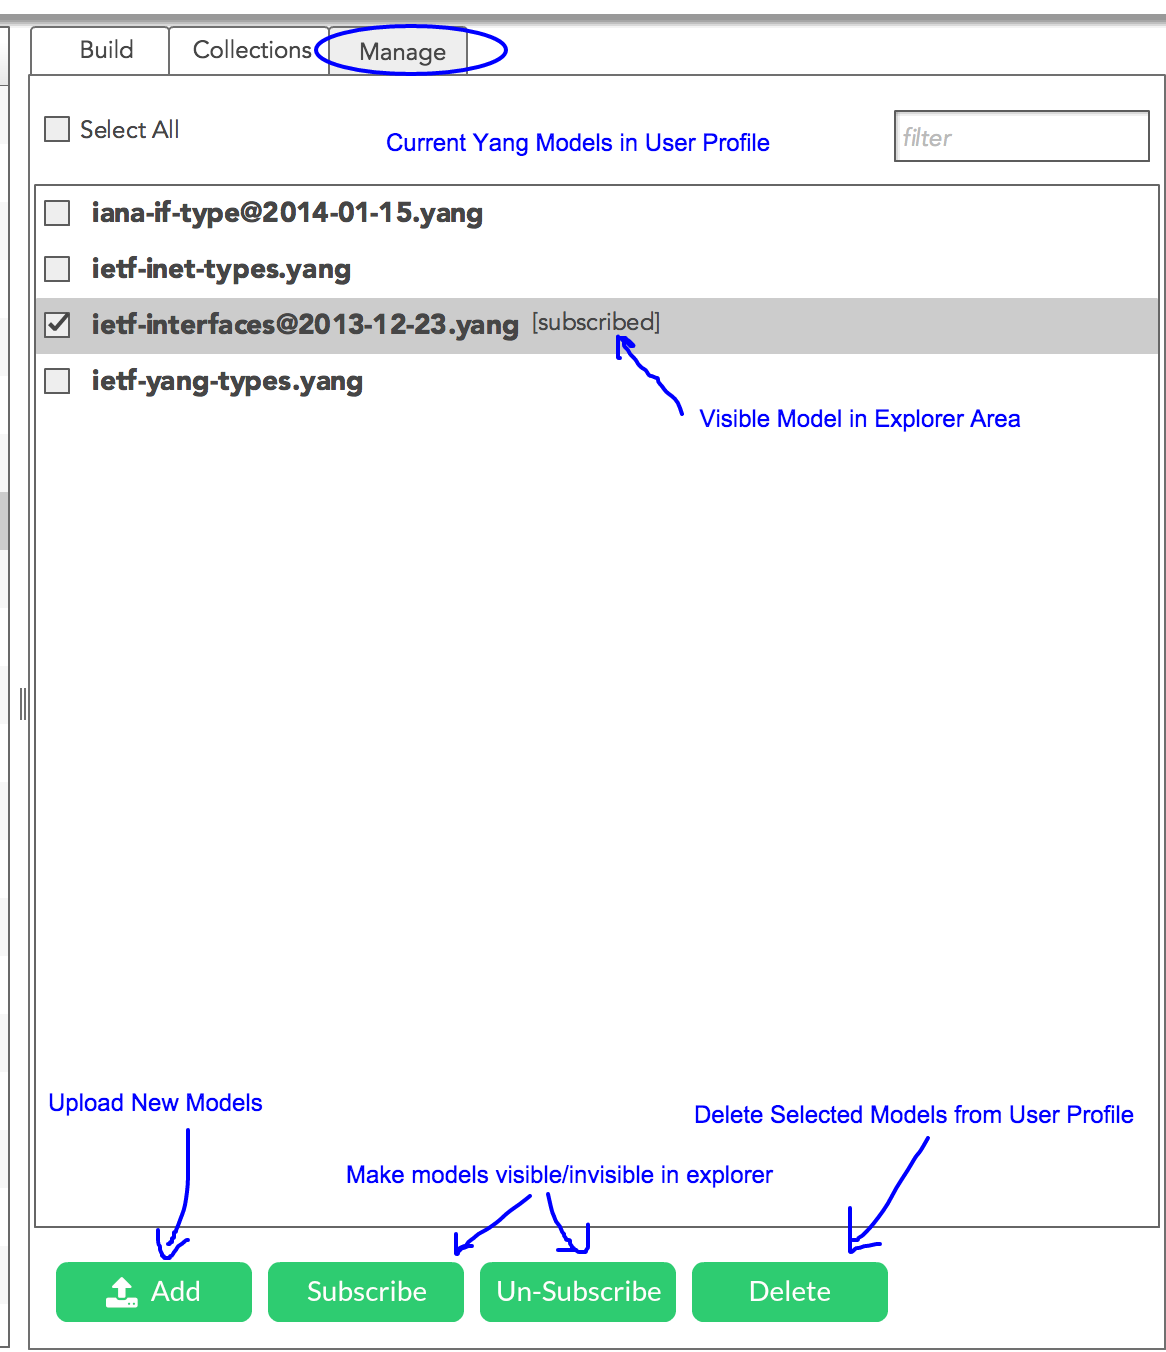 Build Collections Manage
Select All
Current Yang Models in User Profile
filter
iana-if-type@2014-01-15.yang
ietf-inet-types.yang
ietf-interfaces@2013-12-23.yang [subscribed]
ietf-yang-types.yang
Visible Model in Explorer Area
Upload New Models
Delete Selected Models from User Profile
Make models visible/invisible in explorer
Add Subscribe Un-Subscribe Delete